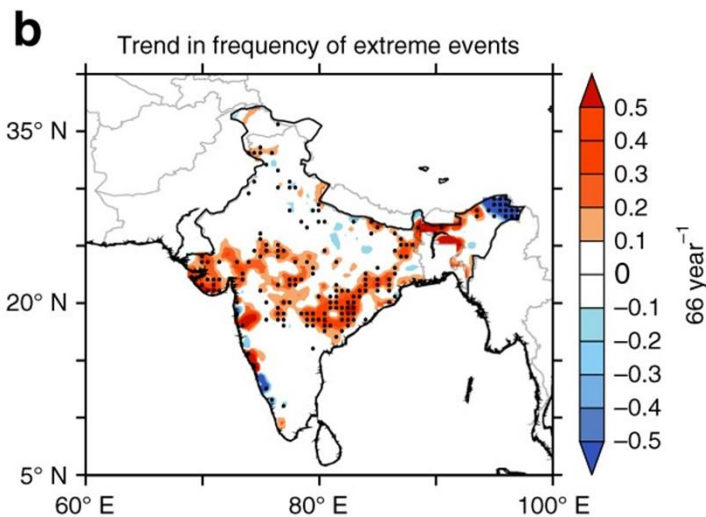 b
Trend in frequency of extreme events
35° N
20° N
5° N
60° E
80° E
100° E
0.5
0.4
0.3
0.2
0.1
0
−0.1
−0.2
−0.3
−0.4
−0.5
66 year⁻¹